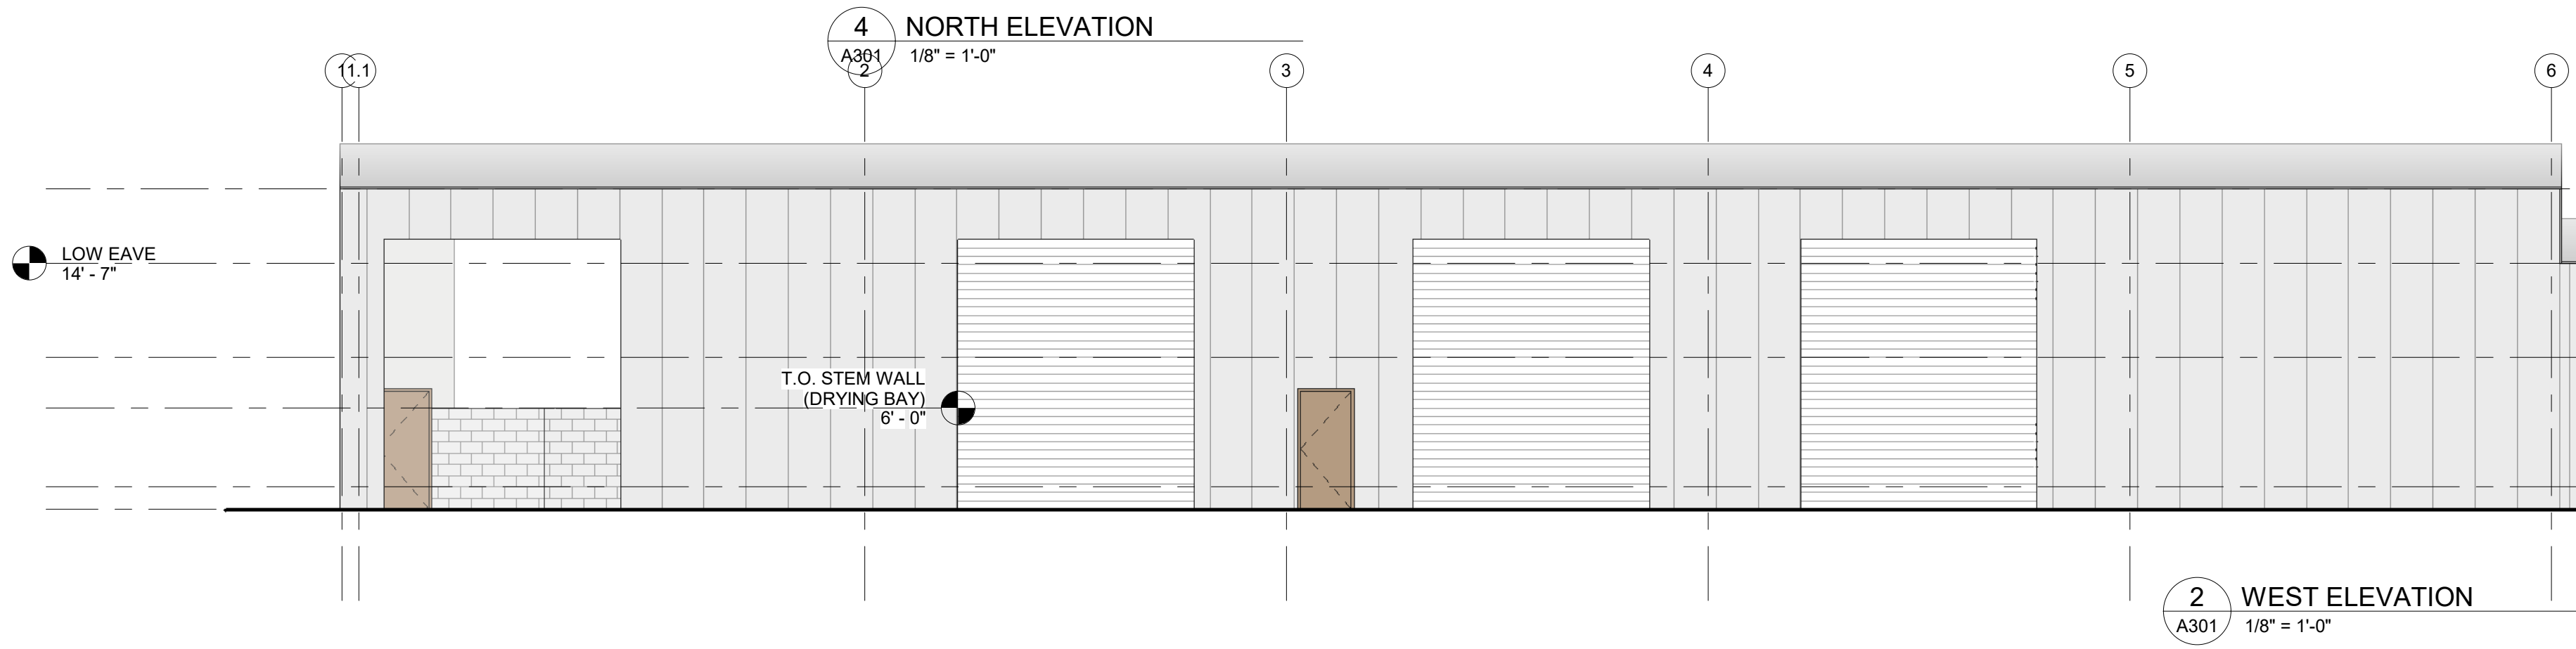 4 NORTH ELEVATION
A301 1/8" = 1'-0"
1 1.1 2 3 4 5 6
LOW EAVE
14' - 7"
T.O. STEM WALL
(DRYING BAY)
6' - 0"
2 WEST ELEVATION
A301 1/8" = 1'-0"